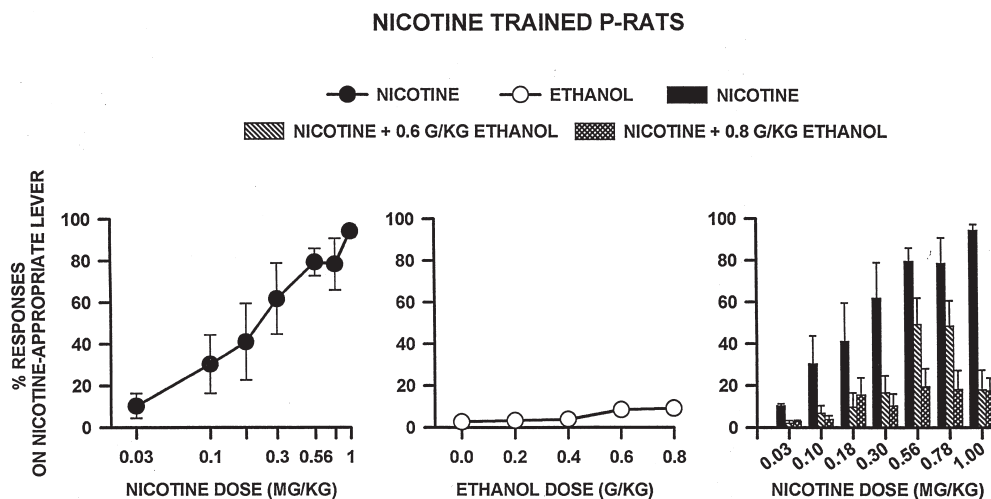 NICOTINE TRAINED P-RATS
NICOTINE ETHANOL NICOTINE
NICOTINE + 0.6 G/KG ETHANOL NICOTINE + 0.8 G/KG ETHANOL
% RESPONSES
ON NICOTINE-APPROPRIATE LEVER
100
80
60
40
20
0
0.03 0.1 0.3 0.56 1
NICOTINE DOSE (MG/KG)
100
80
60
40
20
0
0.0 0.2 0.4 0.6 0.8
ETHANOL DOSE (G/KG)
100
80
60
40
20
0
0.03 0.10 0.18 0.30 0.56 0.78 1.00
NICOTINE DOSE (MG/KG)